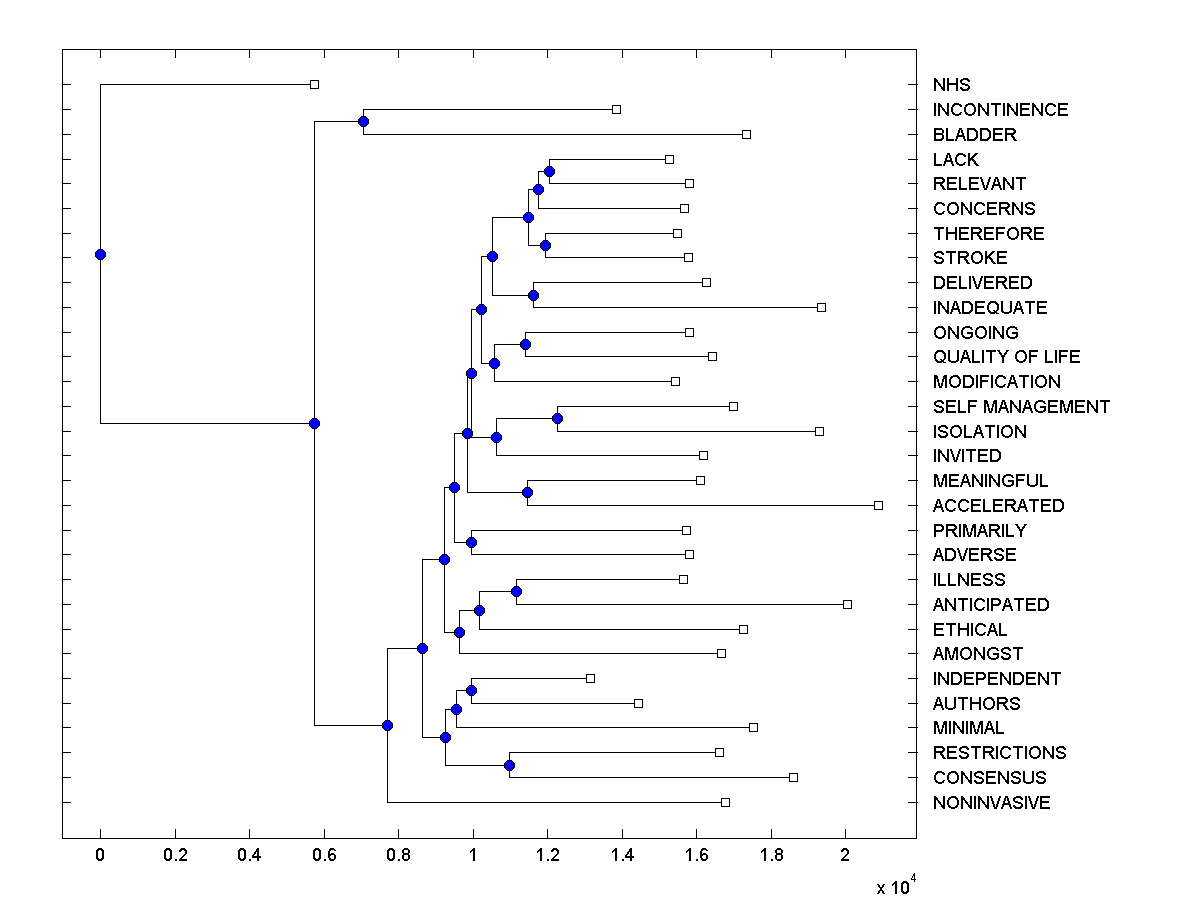 NHS
INCONTINENCE
BLADDER
LACK
RELEVANT
CONCERNS
THEREFORE
STROKE
DELIVERED
INADEQUATE
ONGOING
QUALITY OF LIFE
MODIFICATION
SELF MANAGEMENT
ISOLATION
INVITED
MEANINGFUL
ACCELERATED
PRIMARILY
ADVERSE
ILLNESS
ANTICIPATED
ETHICAL
AMONGST
INDEPENDENT
AUTHORS
MINIMAL
RESTRICTIONS
CONSENSUS
NONINVASIVE
0 0.2 0.4 0.6 0.8 1 1.2 1.4 1.6 1.8 2
x 10^4